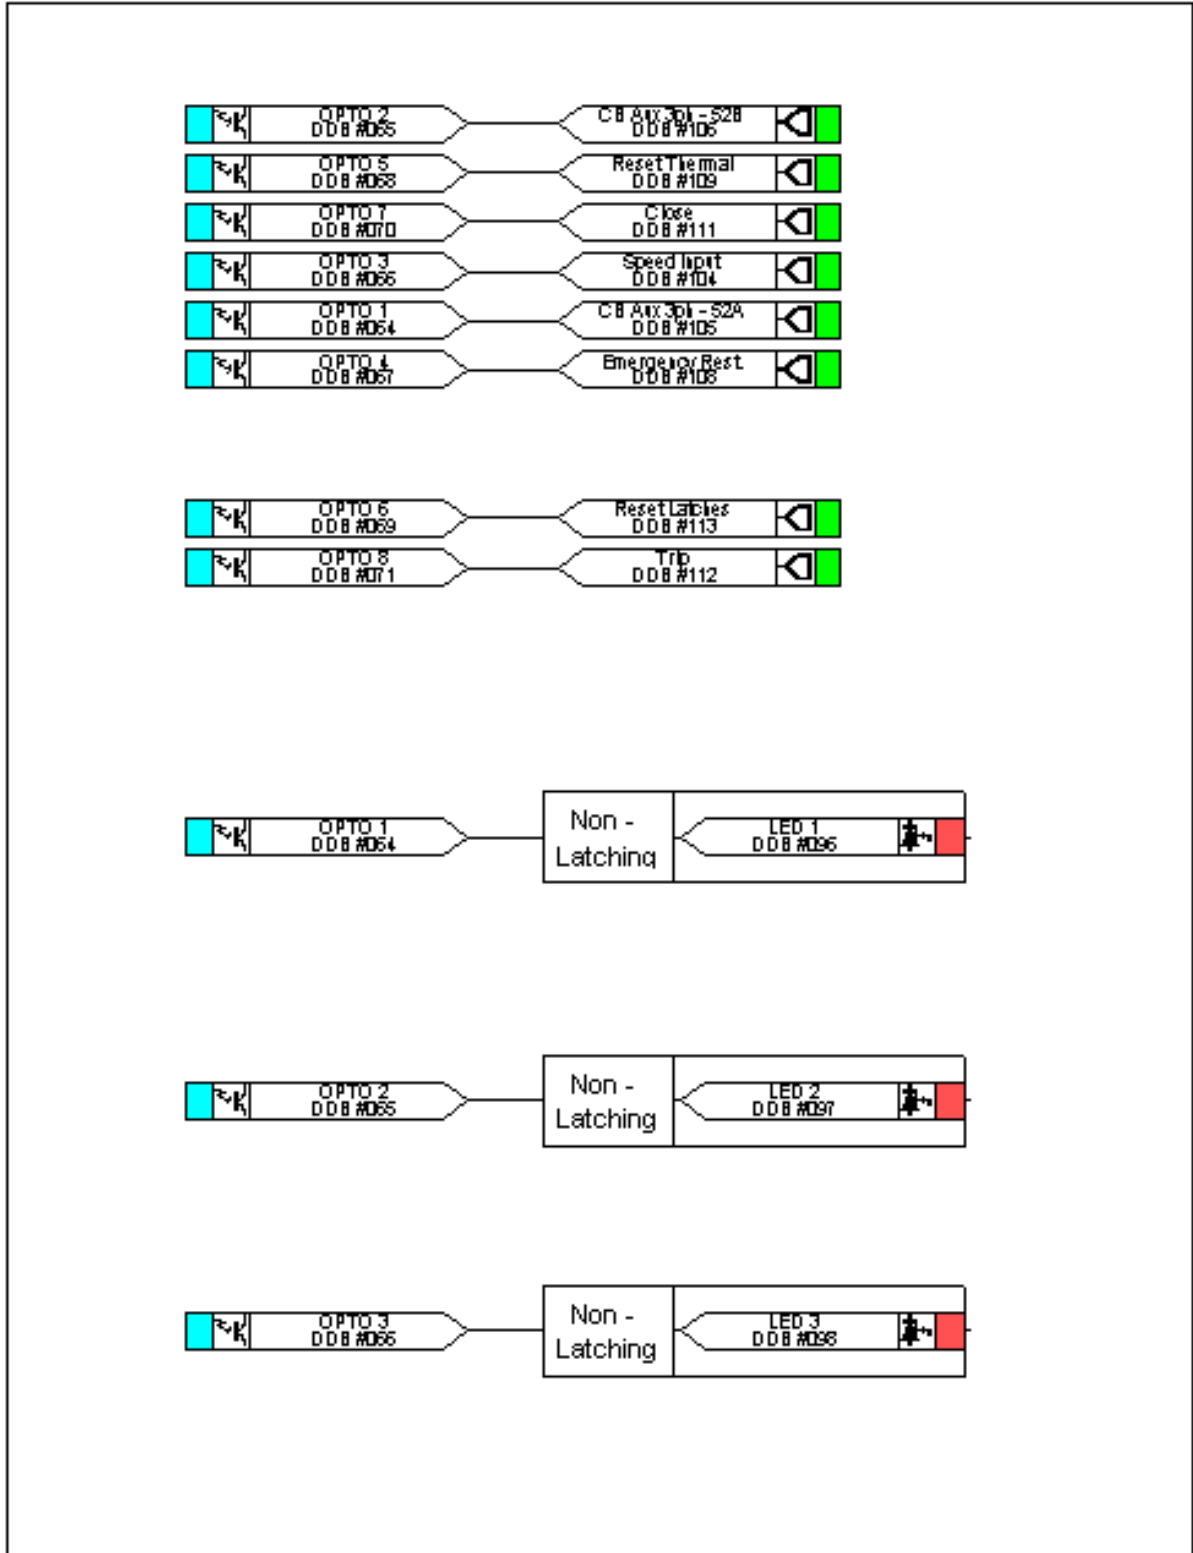 OPTO 2
DDB #065
CB Aux 3ph - 52B
DDB #106
OPTO 5
DDB #068
Reset Thermal
DDB #109
OPTO 7
DDB #070
Close
DDB #111
OPTO 3
DDB #066
Speed Input
DDB #104
OPTO 1
DDB #064
CB Aux 3ph - 52A
DDB #105
OPTO 4
DDB #067
Emergency Rest.
DDB #108
OPTO 6
DDB #069
Reset Latches
DDB #113
OPTO 8
DDB #071
Trip
DDB #112
OPTO 1
DDB #064
Non -
Latching
LED 1
DDB #096
OPTO 2
DDB #065
Non -
Latching
LED 2
DDB #097
OPTO 3
DDB #066
Non -
Latching
LED 3
DDB #098